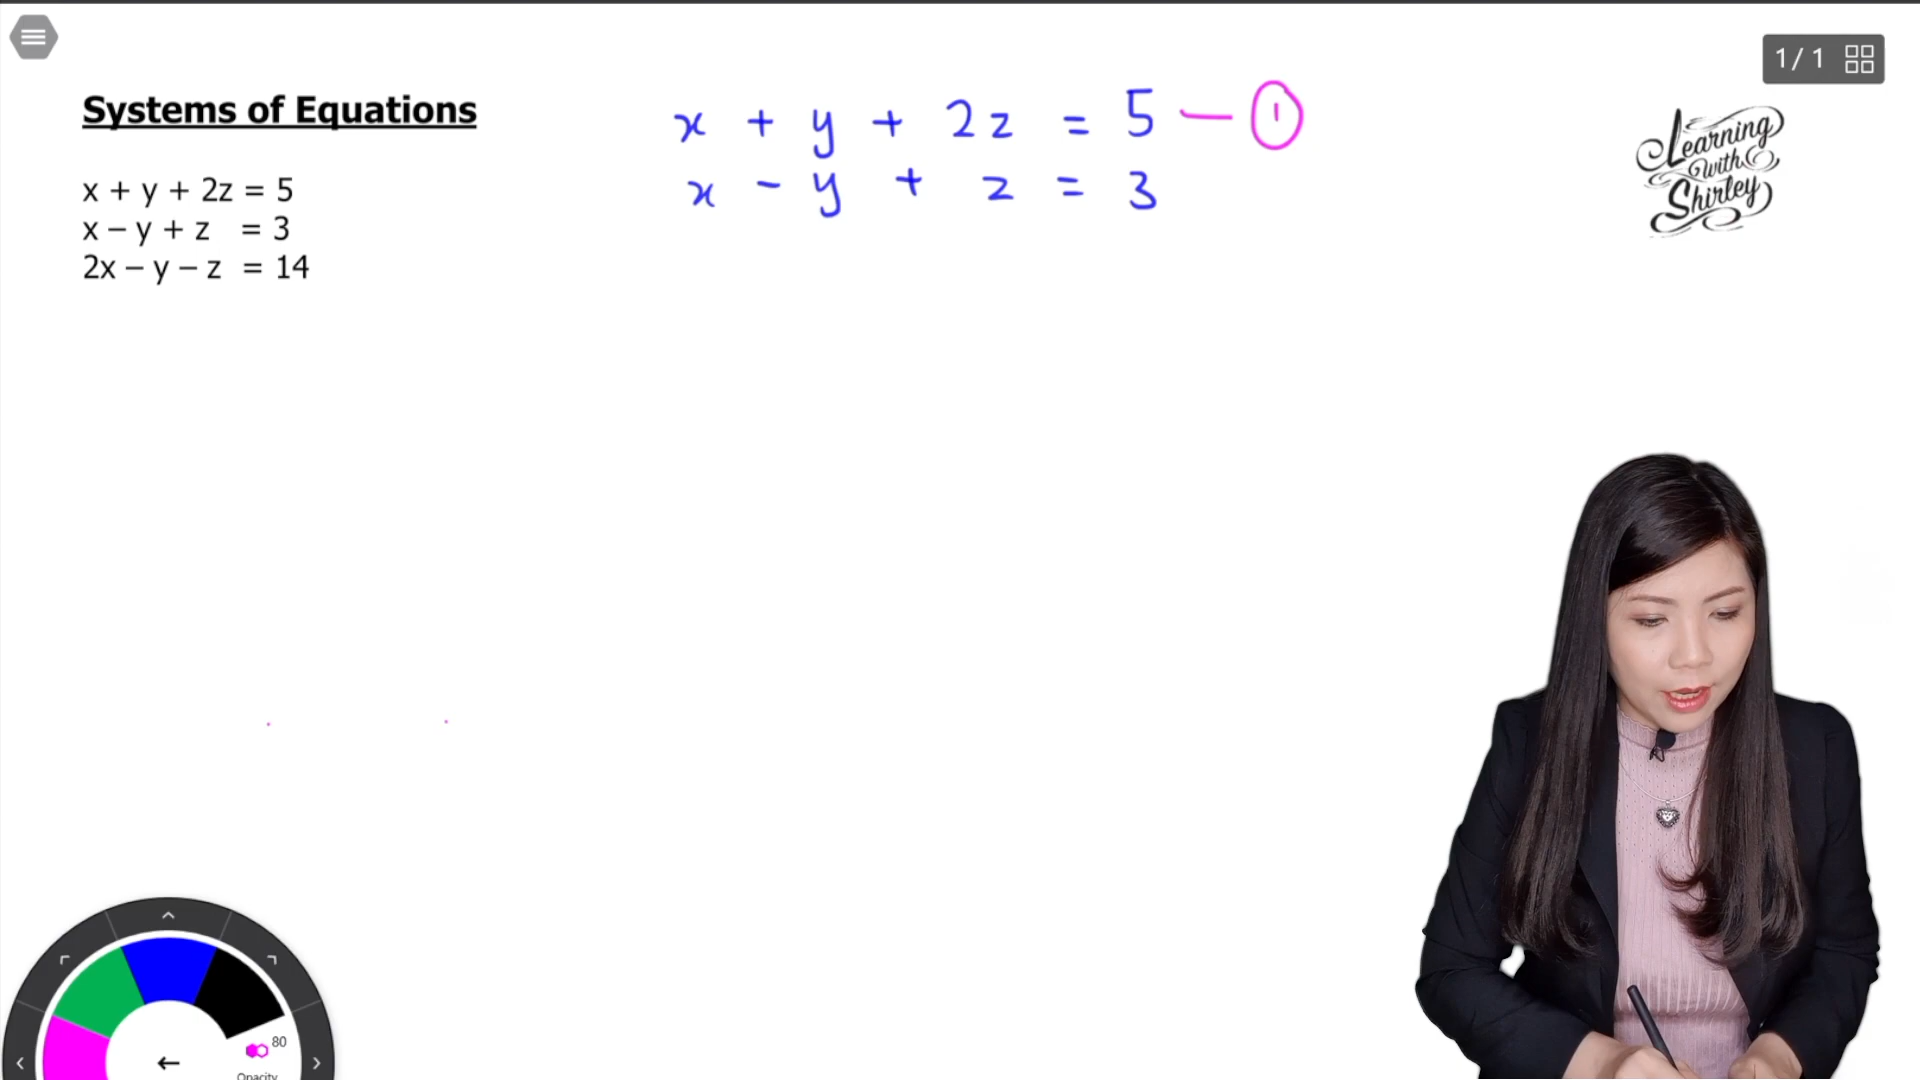 1 / 1
Systems of Equations
x + y + 2z = 5 — ①
x - y + z = 3
x + y + 2z = 5
x – y + z = 3
2x – y – z = 14
Learning
with
Shirley
80
Opacity